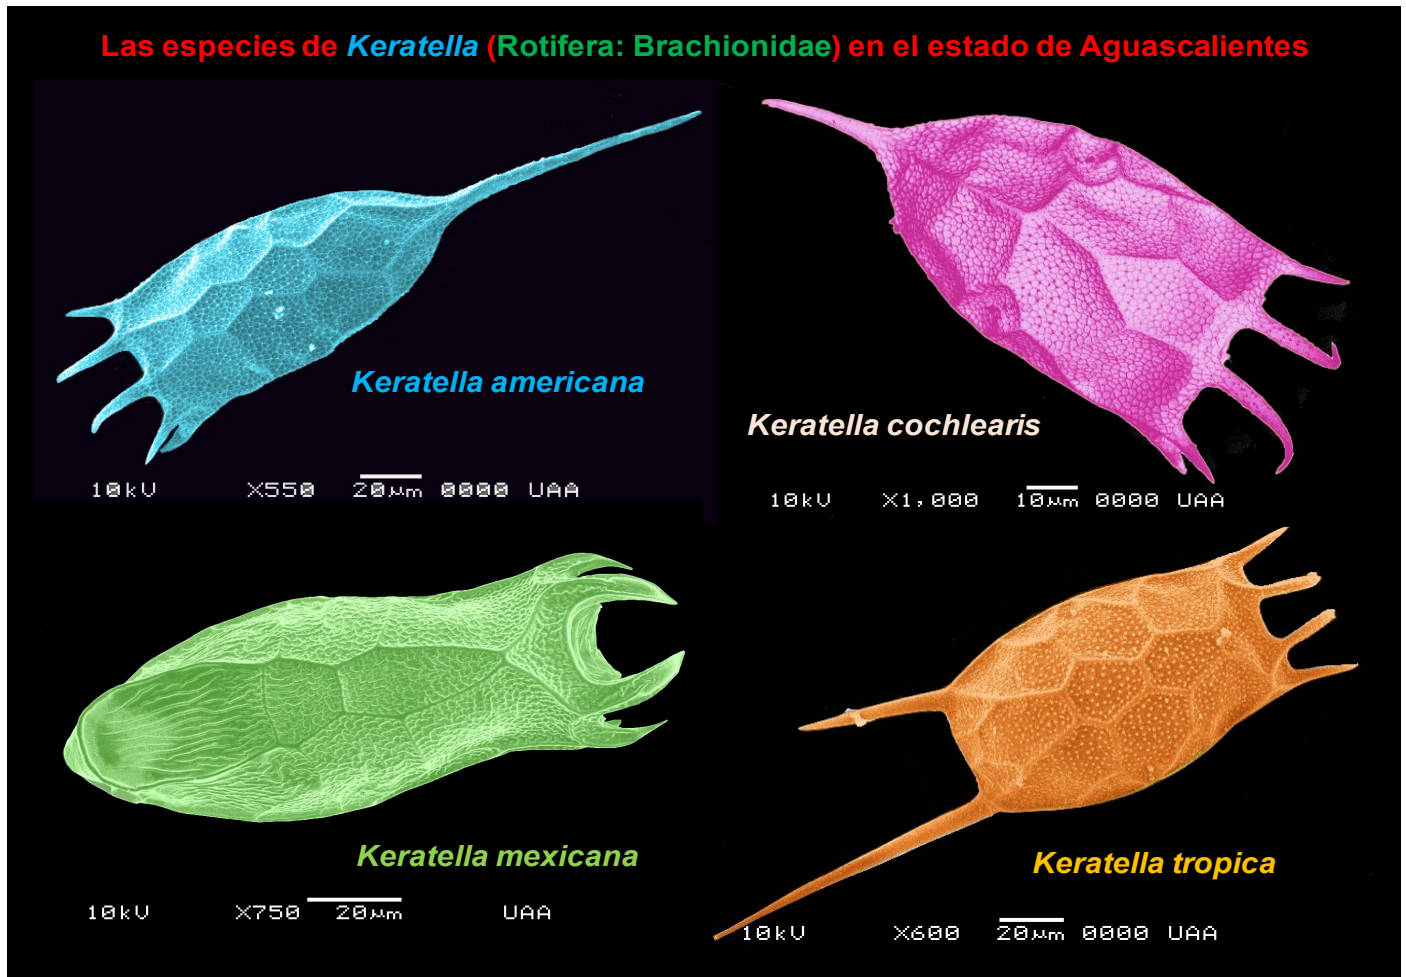 Las especies de Keratella (Rotifera: Brachionidae) en el estado de Aguascalientes
Keratella americana
10kV X550 20µm 0000 UAA
Keratella cochlearis
10kV X1,000 10µm 0000 UAA
Keratella mexicana
10kV X750 20µm UAA
Keratella tropica
10kV X600 20µm 0000 UAA